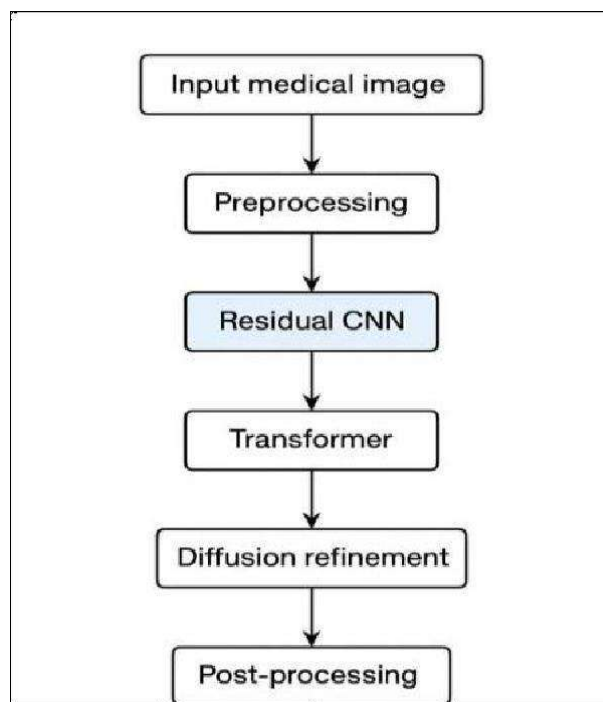 Input medical image
Preprocessing
Residual CNN
Transformer
Diffusion refinement
Post-processing